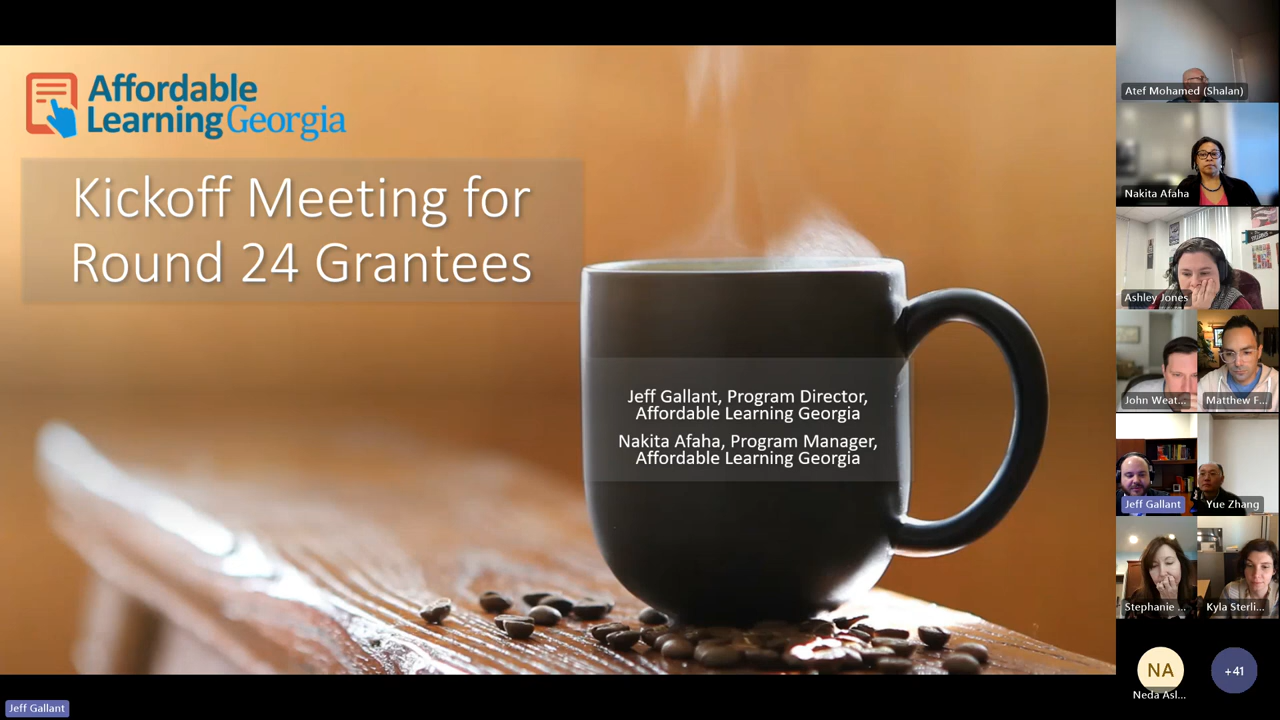 Affordable
Learning Georgia
Kickoff Meeting for
Round 24 Grantees
Jeff Gallant, Program Director,
Affordable Learning Georgia
Nakita Afaha, Program Manager,
Affordable Learning Georgia
Atef Mohamed (Shalan)
Nakita Afaha
Ashley Jones
John Weat...
Matthew F...
Jeff Gallant
Yue Zhang
Stephanie ...
Kyla Sterli...
NA
Neda Asl...
+41
Jeff Gallant